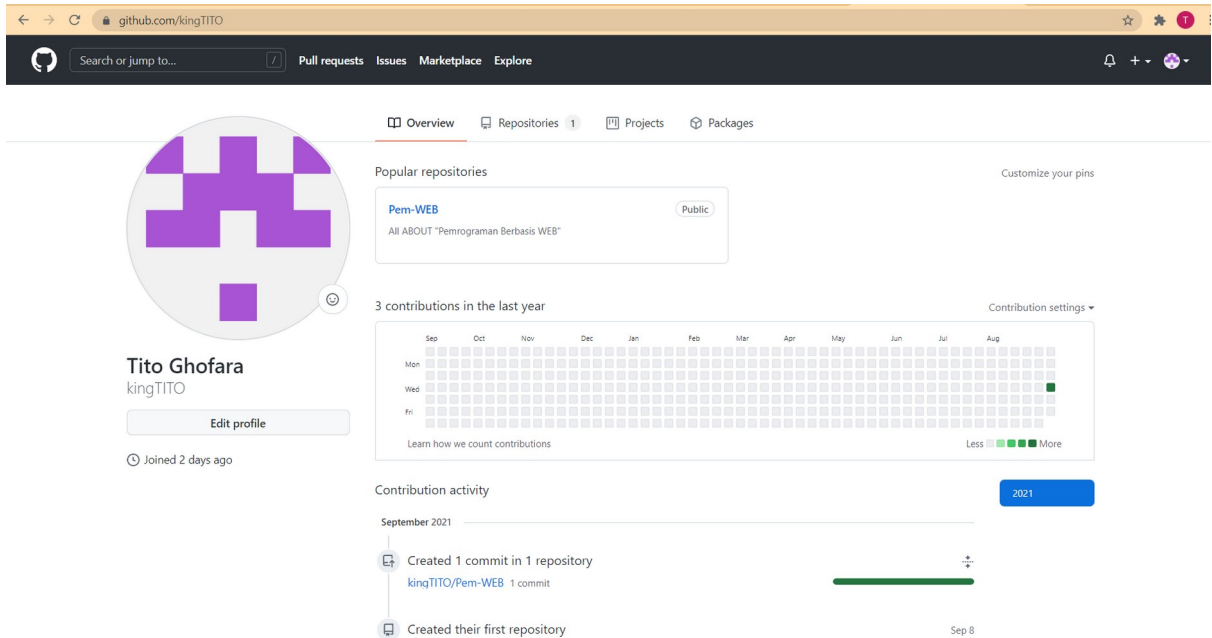 github.com/kingTITO
T
Search or jump to... /
Pull requests Issues Marketplace Explore
Overview Repositories 1 Projects Packages
Popular repositories
Customize your pins
Pem-WEB Public
All ABOUT "Pemrograman Berbasis WEB"
3 contributions in the last year
Contribution settings
Sep Oct Nov Dec Jan Feb Mar Apr May Jun Jul Aug
Mon
Wed
Fri
Learn how we count contributions
Less More
Tito Ghofara
kingTITO
Edit profile
Joined 2 days ago
Contribution activity
2021
September 2021
Created 1 commit in 1 repository
kingTITO/Pem-WEB 1 commit
Created their first repository Sep 8